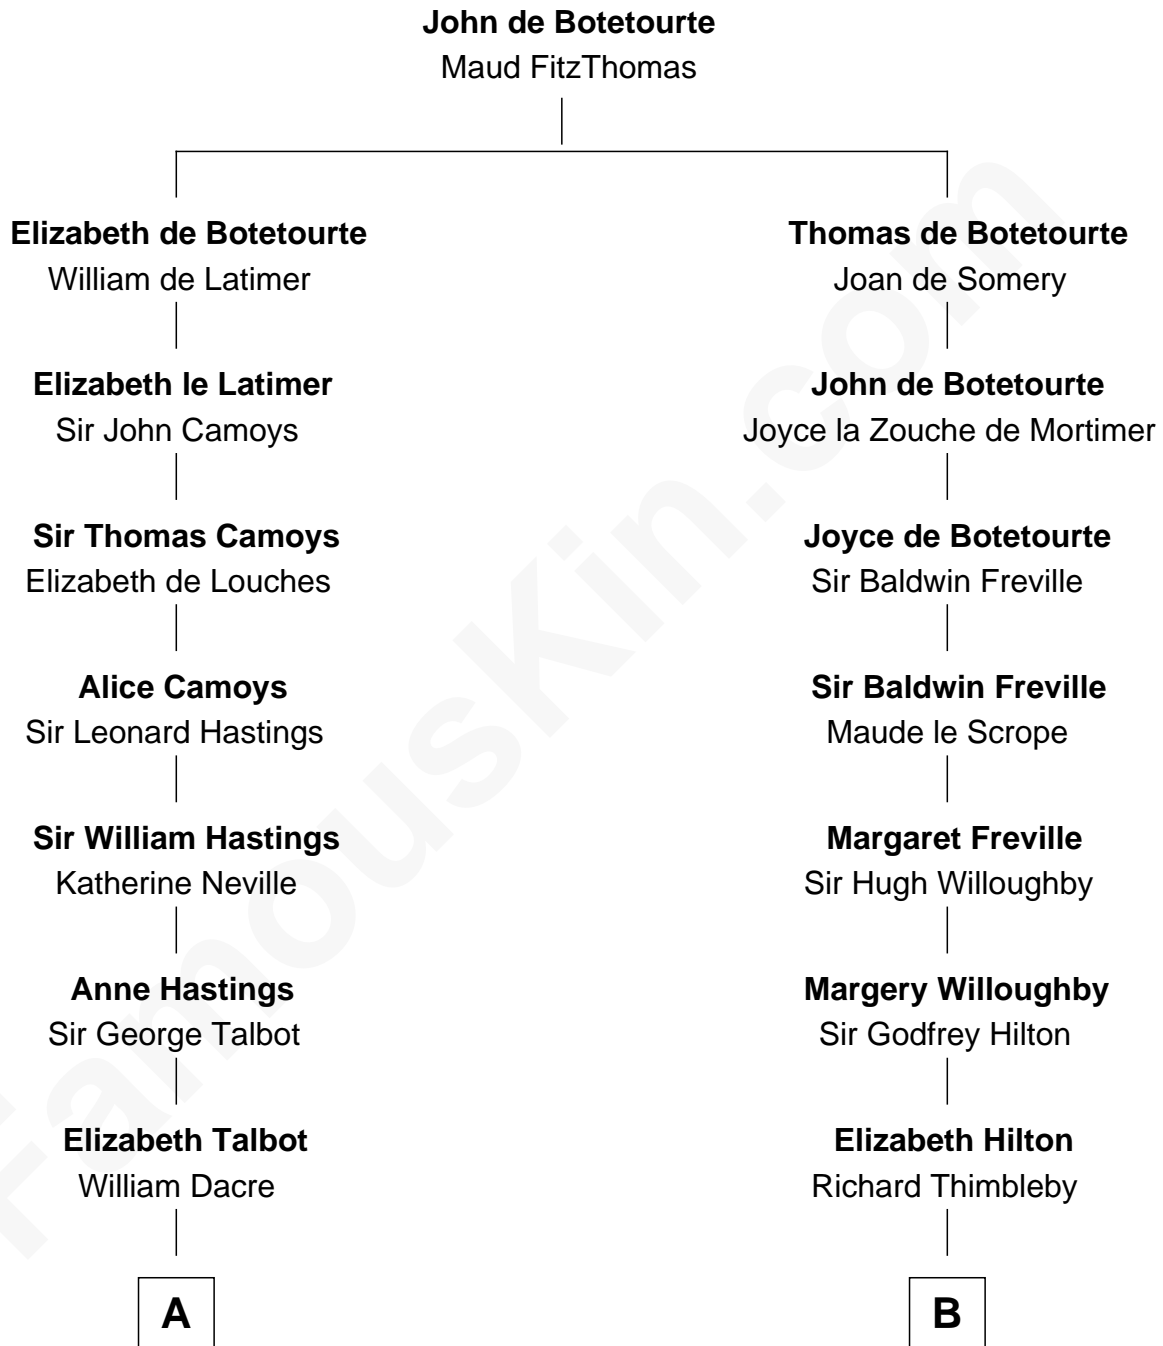 John de Botetourte
Maud FitzThomas
Elizabeth de Botetourte
William de Latimer
Thomas de Botetourte
Joan de Somery
Elizabeth le Latimer
Sir John Camoys
John de Botetourte
Joyce la Zouche de Mortimer
Sir Thomas Camoys
Elizabeth de Louches
Joyce de Botetourte
Sir Baldwin Freville
Alice Camoys
Sir Leonard Hastings
Sir Baldwin Freville
Maude le Scrope
Sir William Hastings
Katherine Neville
Margaret Freville
Sir Hugh Willoughby
Anne Hastings
Sir George Talbot
Margery Willoughby
Sir Godfrey Hilton
Elizabeth Talbot
William Dacre
Elizabeth Hilton
Richard Thimbleby
A
B
FamousKin.com